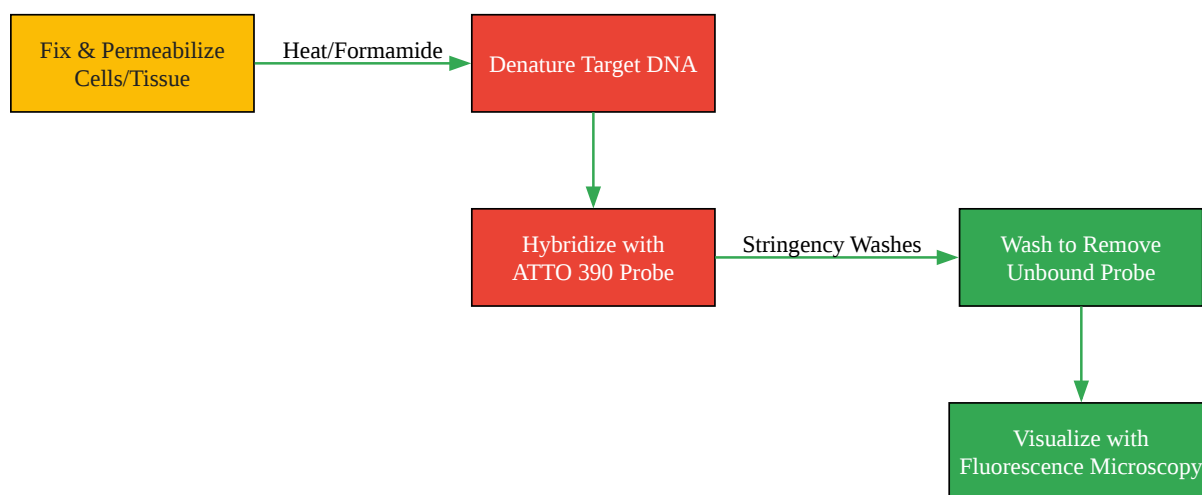 Fix & Permeabilize
Cells/Tissue
Heat/Formamide
Denature Target DNA
Hybridize with
ATTO 390 Probe
Stringency Washes
Wash to Remove
Unbound Probe
Visualize with
Fluorescence Microscopy